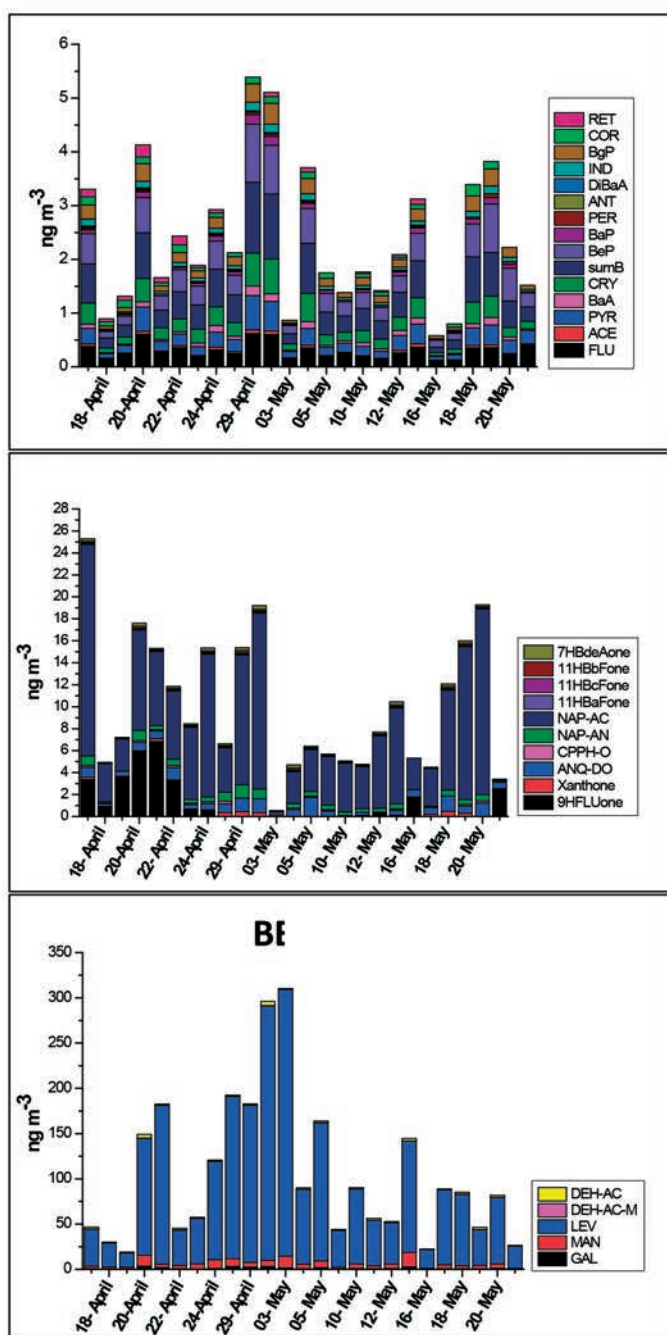 6
5
4
3
2
1
0
ng m-3
18- April
20-April
22- April
24-April
29- April
03- May
05-May
10- May
12- May
16-May
18-May
20- May
RET
COR
BgP
IND
DiBaA
ANT
PER
BaP
BeP
sumB
CRY
BaA
PYR
ACE
FLU
28
26
24
22
20
18
16
14
12
10
8
6
4
2
0
ng m-3
18- April
20-April
22- April
24-April
29- April
03- May
05-May
10- May
12- May
16-May
18-May
20- May
7HBdeAone
11HBbFone
11HBcFone
11HBaFone
NAP-AC
NAP-AN
CPPH-O
ANQ-DO
Xanthone
9HFLUone
350
300
250
200
150
100
50
0
ng m-3
18-April
20-April
22- April
24-April
29- April
03- May
05-May
10- May
12- May
16-May
18-May
20- May
DEH-AC
DEH-AC-M
LEV
MAN
GAL